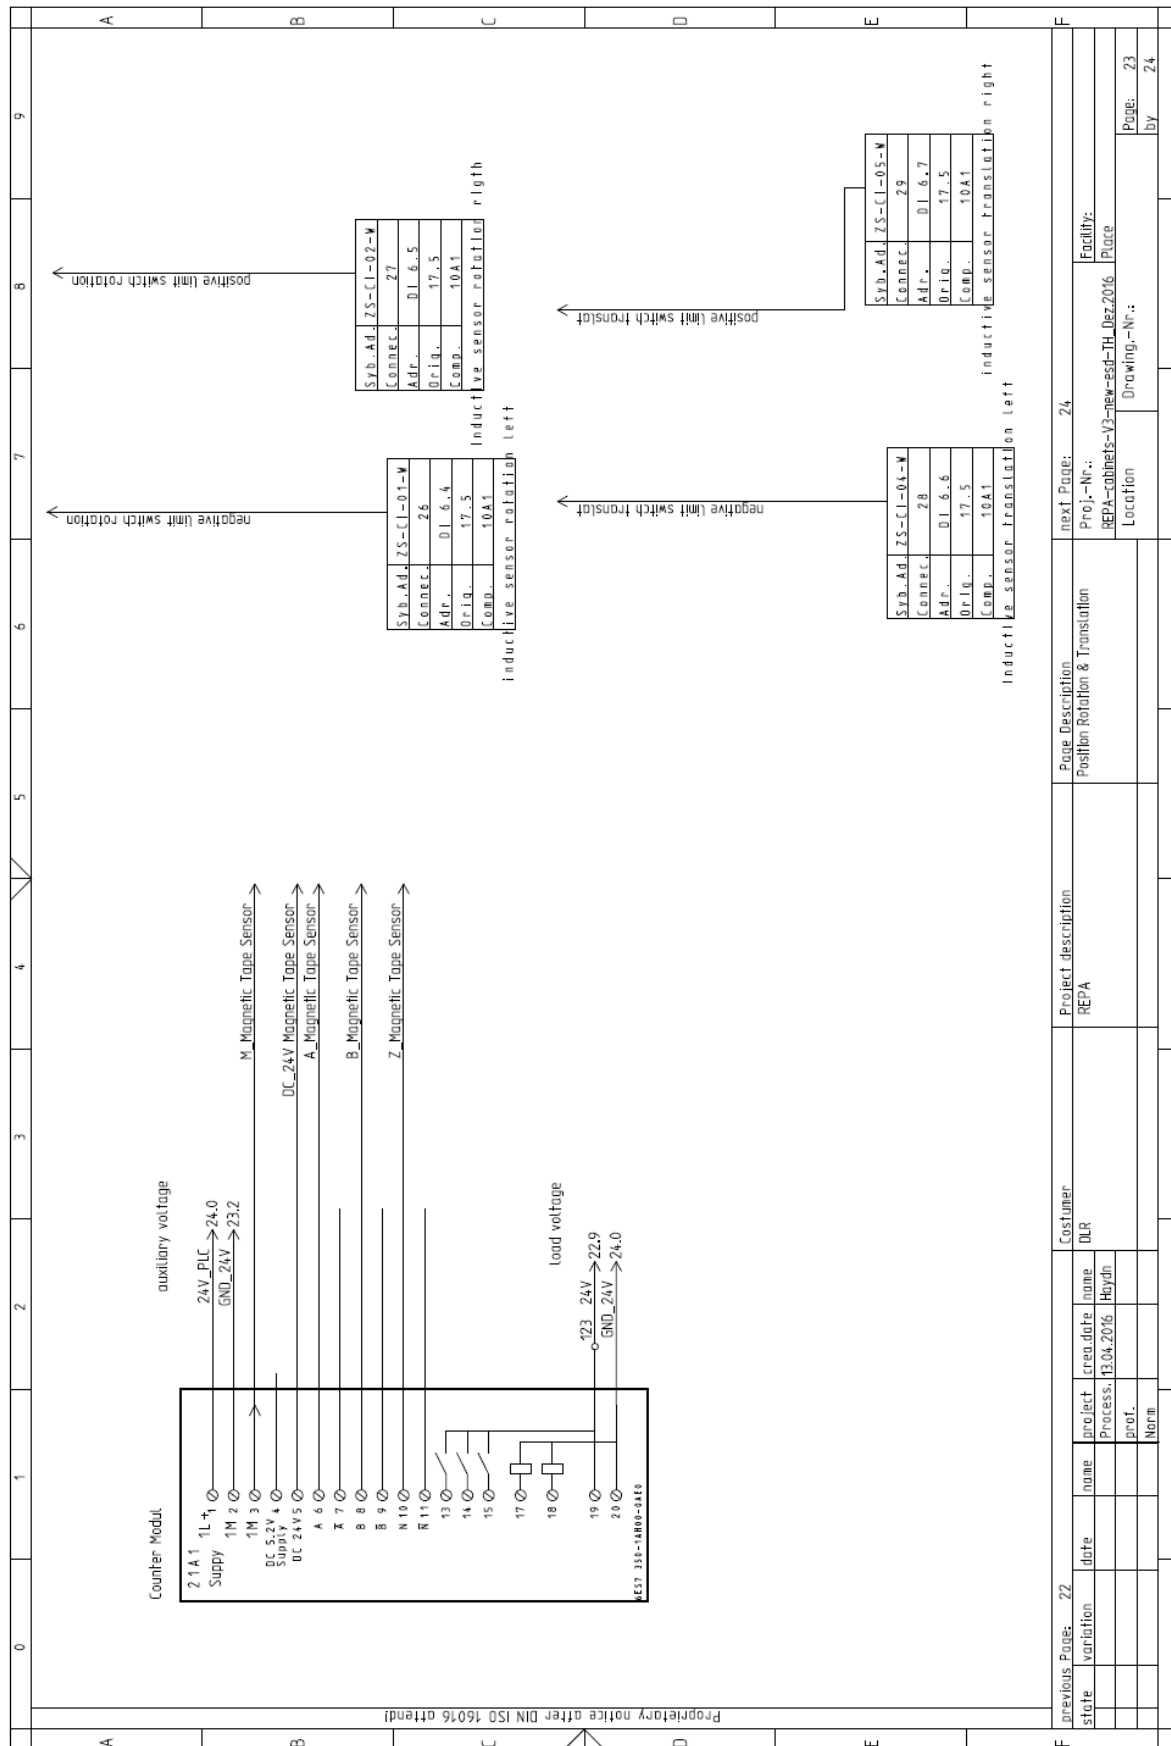 0 1 2 3 4 5 6 7 8 9
A
B
C
D
E
F
A
B
C
D
E
F
Proprietary notice after DIN ISO 16016 attend!
Counter Modul
21A1
Suppy
1L+ 1
1M 2
1M 3
DC 5.2V 4
Supply
DC 24V 5
A 6
A̅ 7
B 8
B̅ 9
N 10
N̅ 11
13
14
15
17
18
19
20
6ES7 350-1AH00-0AE0
auxiliary voltage
24V_PLC
24.0
GND_24V
23.2
M_Magnetic Tape Sensor
DC_24V Magnetic Tape Sensor
A_Magnetic Tape Sensor
B_Magnetic Tape Sensor
Z_Magnetic Tape Sensor
load voltage
123 24V
22.9
GND_24V
24.0
negative limit switch rotation
Syb.Ad. ZS-CI-01-W
Connec. 26
Adr. DI 6.4
Orig. 17.5
Comp. 10A1
inductive sensor rotation left
positive limit switch rotation
Syb.Ad. ZS-CI-02-W
Connec. 27
Adr. DI 6.5
Orig. 17.5
Comp. 10A1
Inductive sensor rotation rigth
negative limit switch translat
Syb.Ad. ZS-CI-04-W
Connec. 28
Adr. DI 6.6
Orig. 17.5
Comp. 10A1
Inductive sensor translation left
positive limit switch translat
Syb.Ad. ZS-CI-05-W
Connec. 29
Adr. DI 6.7
Orig. 17.5
Comp. 10A1
inductive sensor translation right
previous Page: 22
state variation date name
project crea.date name
Process. 13.04.2016 Haydn
prof.
Norm
Costumer
DLR
Project description
REPA
Page Description
Position Rotation & Translation
next Page: 24
Proj.-Nr.:
REPA-cabinets-V3-new-esd-TH_Dez.2016
Facility:
Place
Location
Drawing.-Nr.:
Page: 23
by 24